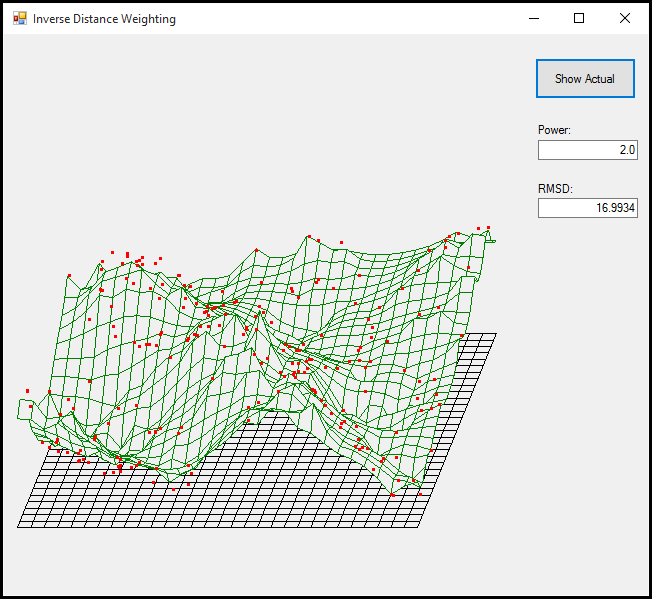 Inverse Distance Weighting
Show Actual
Power:
2.0
RMSD:
16.9934